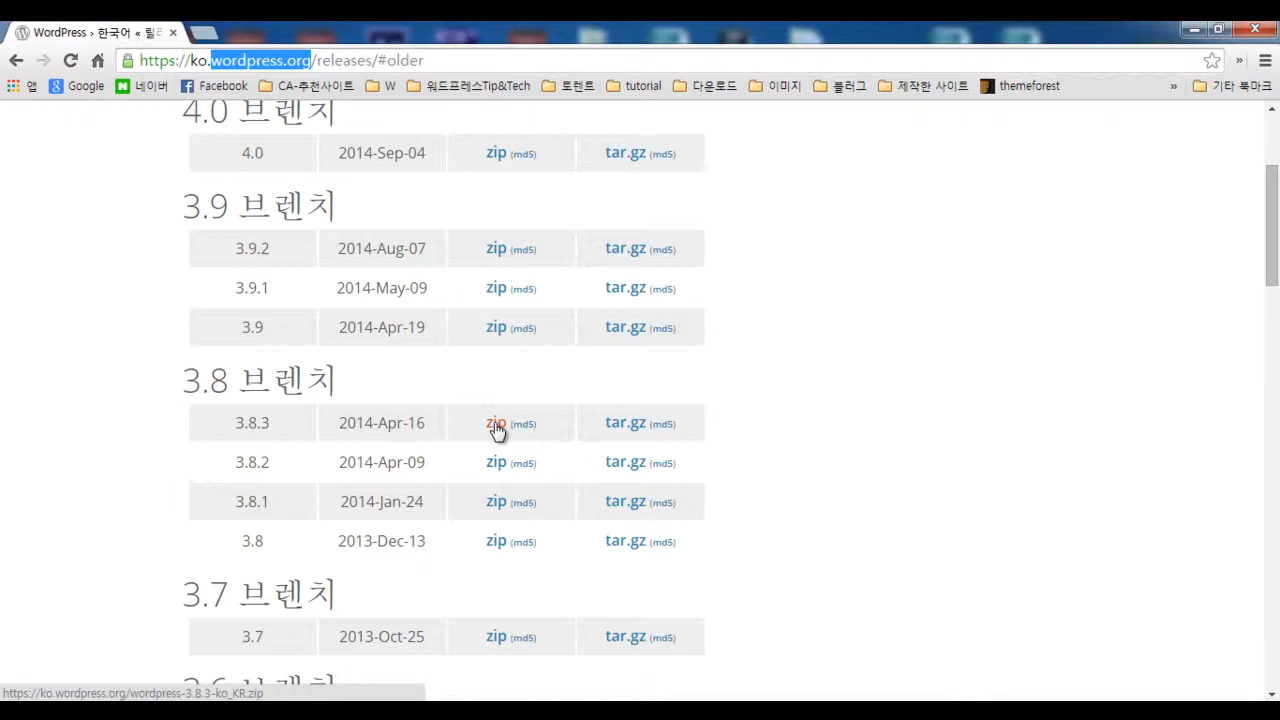 WordPress › 한국어 « 릴리
https://ko.wordpress.org/releases/#older
앱 Google 네이버 Facebook CA-추천사이트 W 워드프레스Tip&Tech 토렌트 tutorial 다운로드 이미지 플러그 제작한 사이트 themeforest » 기타 북마크
4.0 브렌치
4.0 2014-Sep-04 zip (md5) tar.gz (md5)
3.9 브렌치
3.9.2 2014-Aug-07 zip (md5) tar.gz (md5)
3.9.1 2014-May-09 zip (md5) tar.gz (md5)
3.9 2014-Apr-19 zip (md5) tar.gz (md5)
3.8 브렌치
3.8.3 2014-Apr-16 zip (md5) tar.gz (md5)
3.8.2 2014-Apr-09 zip (md5) tar.gz (md5)
3.8.1 2014-Jan-24 zip (md5) tar.gz (md5)
3.8 2013-Dec-13 zip (md5) tar.gz (md5)
3.7 브렌치
3.7 2013-Oct-25 zip (md5) tar.gz (md5)
3.6 브렌치
https://ko.wordpress.org/wordpress-3.8.3-ko_KR.zip